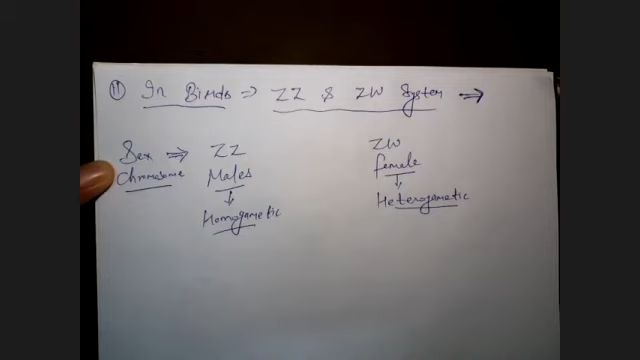 (11) In Birds => ZZ & ZW System =>
Sex => ZZ ZW
Chromosome Males female
↓ ↓
Homogametic Heterogametic